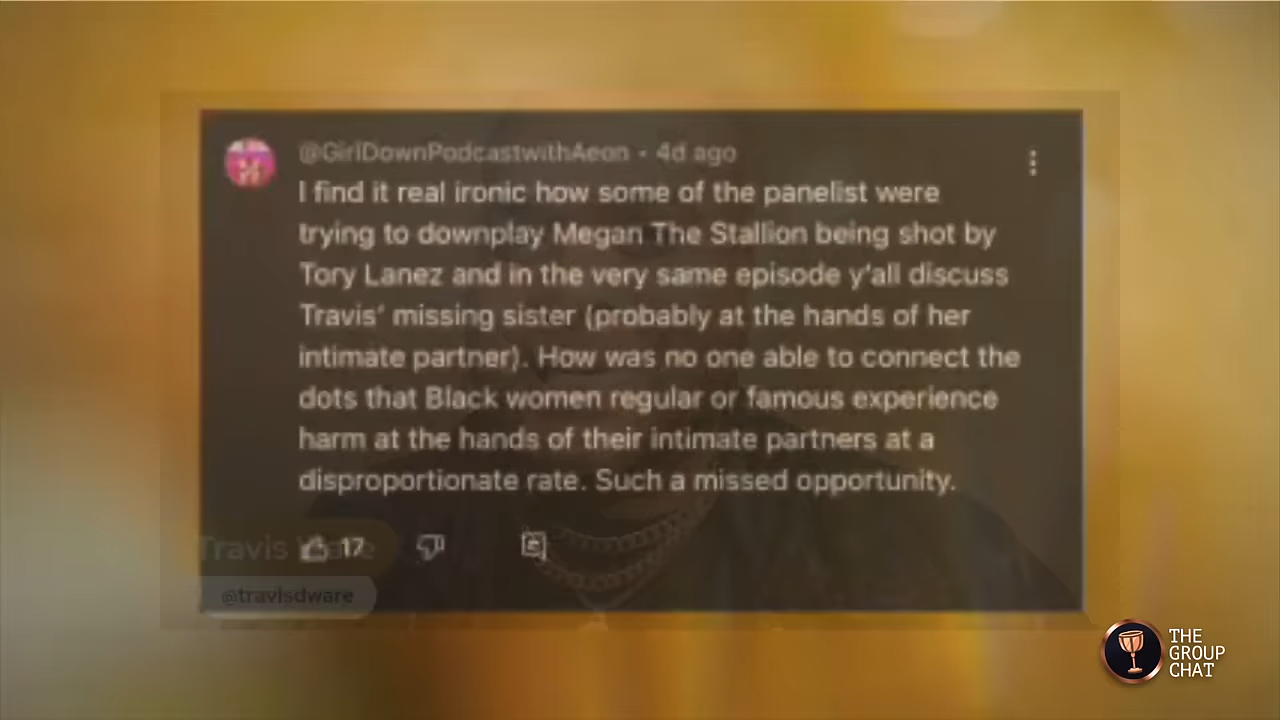 @GirlDownPodcastwithAeon · 4d ago
I find it real ironic how some of the panelist were
trying to downplay Megan The Stallion being shot by
Tory Lanez and in the very same episode y'all discuss
Travis' missing sister (probably at the hands of her
intimate partner). How was no one able to connect the
dots that Black women regular or famous experience
harm at the hands of their intimate partners at a
disproportionate rate. Such a missed opportunity.
Travis
17
@travisdware
THE
GROUP
CHAT